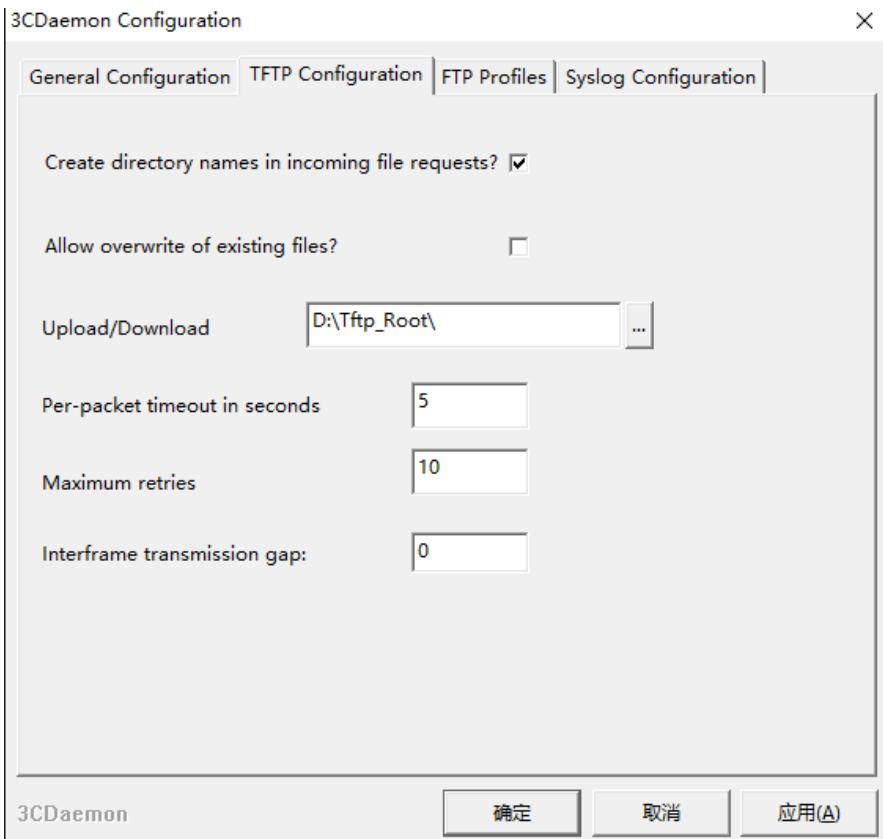 3CDaemon Configuration
General Configuration TFTP Configuration FTP Profiles Syslog Configuration
Create directory names in incoming file requests?
Allow overwrite of existing files?
Upload/Download D:\Tftp_Root\ ...
Per-packet timeout in seconds 5
Maximum retries 10
Interframe transmission gap: 0
3CDaemon 确定 取消 应用(A)